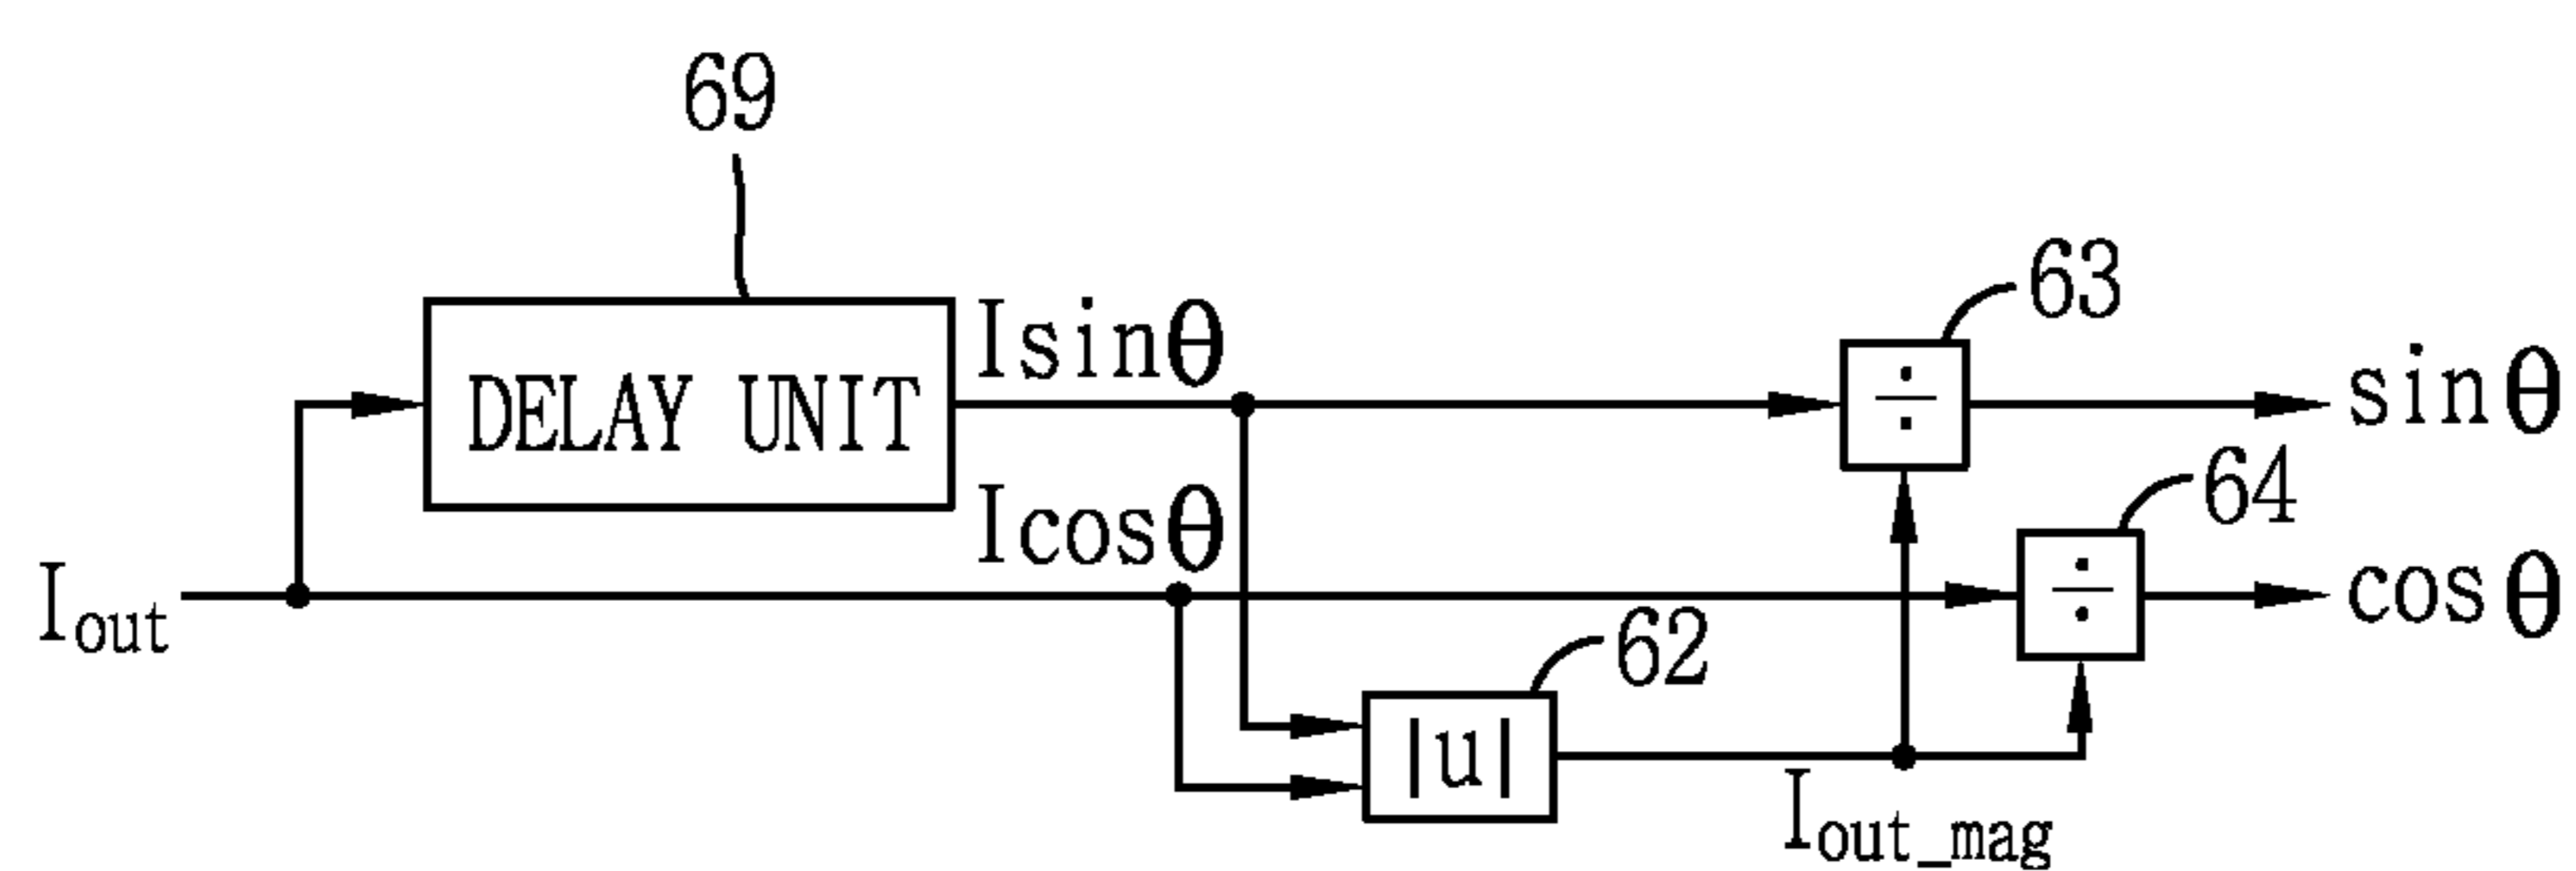 69
63
Isinθ
÷
sinθ
DELAY UNIT
64
Icosθ
÷
cosθ
Iout
62
|u|
Iout_mag